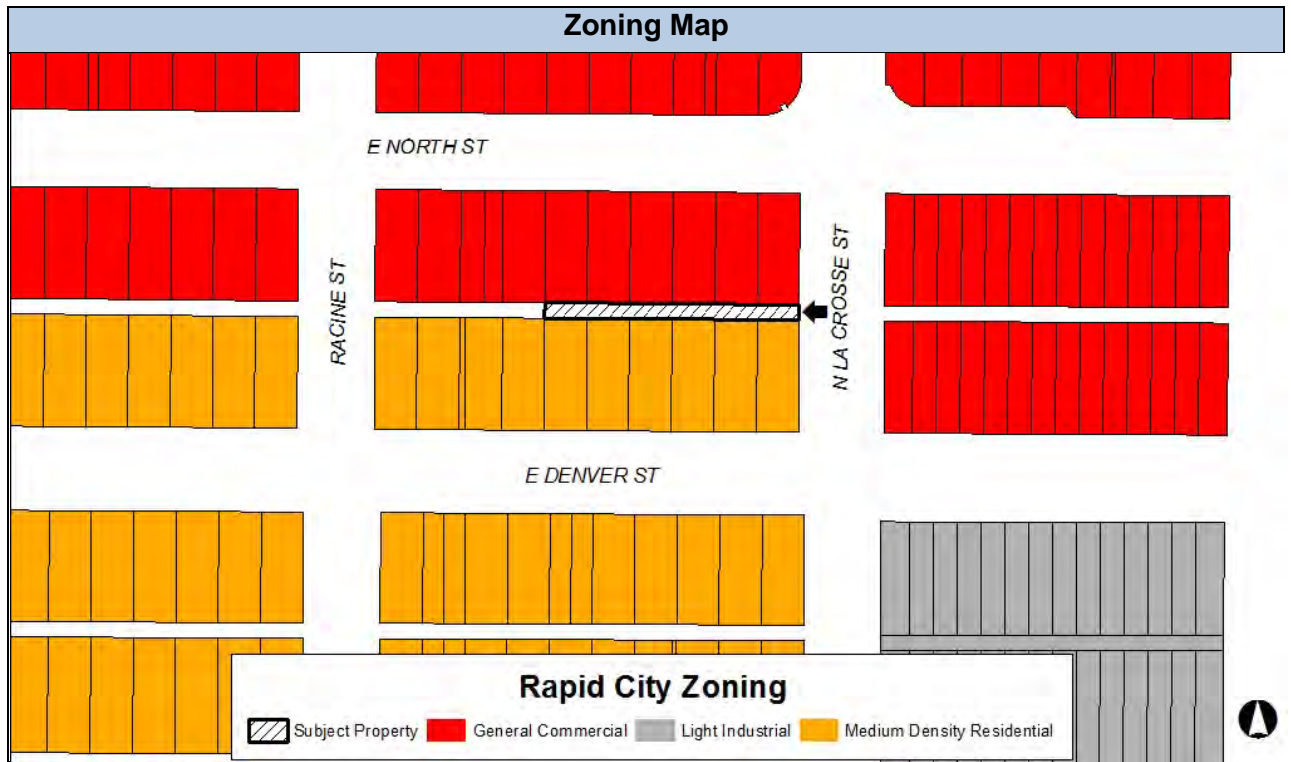 Zoning Map
E NORTH ST
RACINE ST
N LA CROSSE ST
E DENVER ST
Rapid City Zoning
Subject Property General Commercial Light Industrial Medium Density Residential